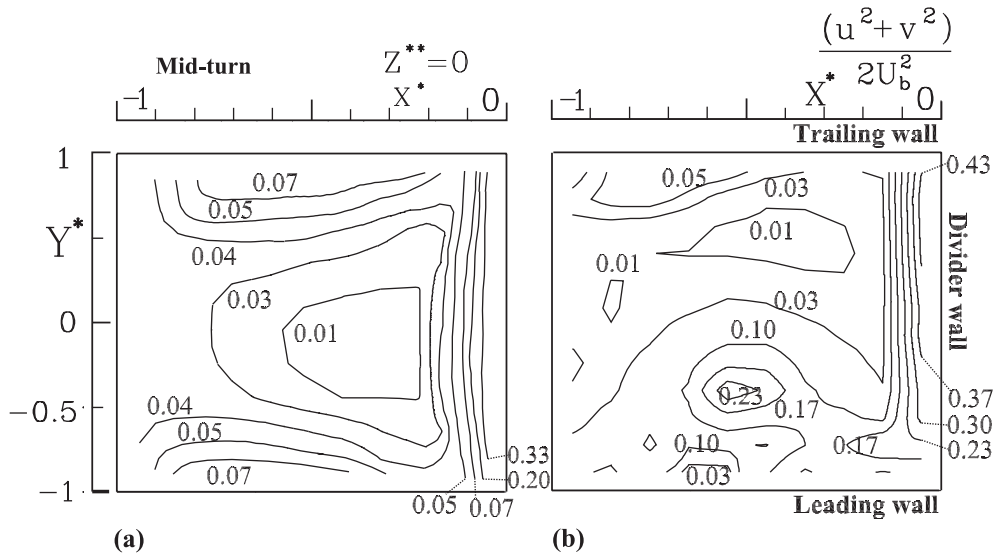 Mid-turn
Z**=0
(u²+v²)
2U_b²
X*
-1
0
X*
-1
0
Trailing wall
1
Y*
0
-0.5
-1
0.07
0.05
0.04
0.03
0.01
0.04
0.05
0.07
0.33
0.20
0.05
0.07
0.05
0.03
0.43
0.01
0.01
0.03
0.10
0.23
0.17
0.10
0.17
0.03
0.37
0.30
0.23
Divider wall
Leading wall
(a)
(b)